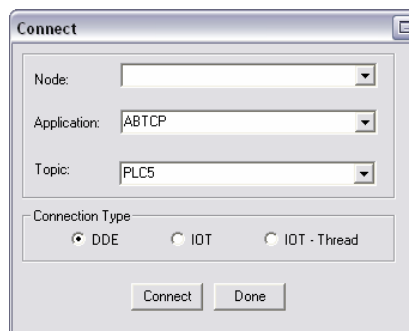 Connect
Node:
Application: ABTCP
Topic: PLC5
Connection Type
DDE IOT IOT - Thread
Connect Done